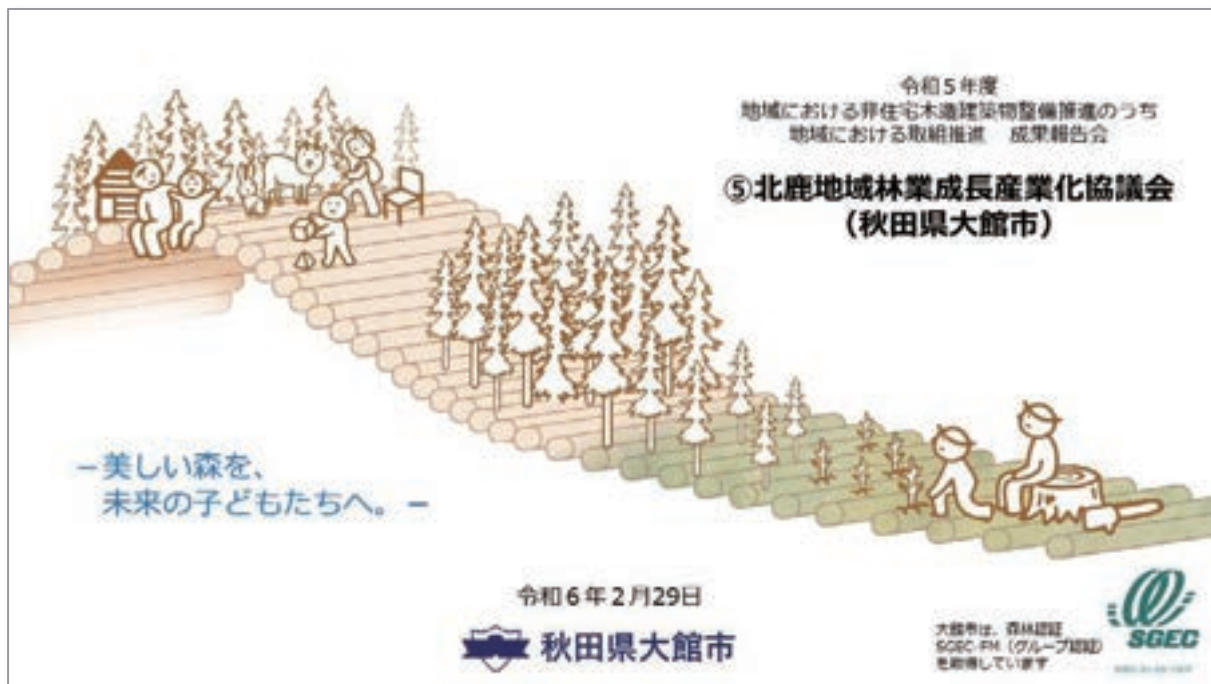 令和5年度
地域における非住宅木造建築物整備推進のうち
地域における取組推進 成果報告会
⑤北鹿地域林業成長産業化協議会
(秋田県大館市)
-美しい森を、
未来の子どもたちへ。-
令和6年2月29日
秋田県大館市
大館市は、森林認証
SGEC-FM(グループ認証)
を取得しています
SGEC